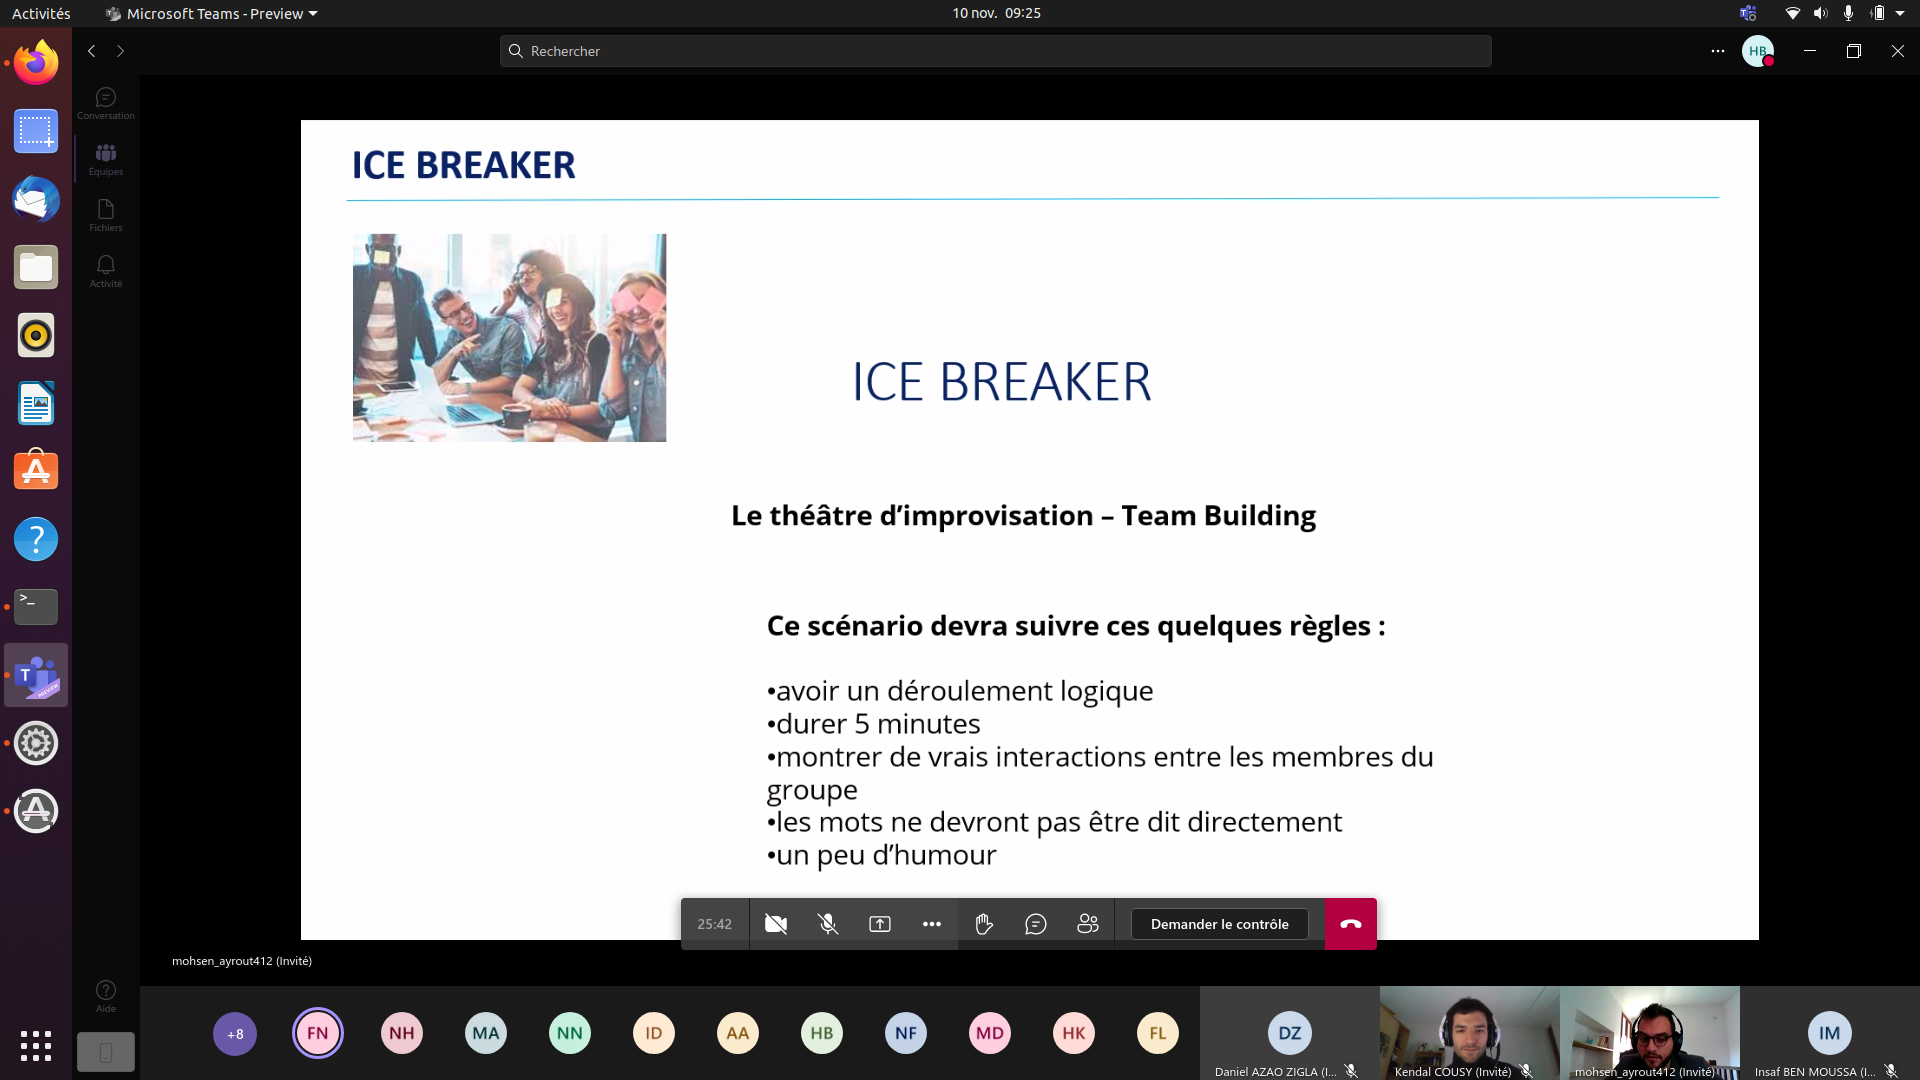 Activités
Microsoft Teams - Preview
10 nov.  09:25
Rechercher
HB
Conversation
Équipes
Fichiers
Activité
ICE BREAKER
ICE BREAKER
Le théâtre d’improvisation – Team Building
Ce scénario devra suivre ces quelques règles :
•avoir un déroulement logique
•durer 5 minutes
•montrer de vrais interactions entre les membres du
groupe
•les mots ne devront pas être dit directement
•un peu d’humour
25:42
Demander le contrôle
mohsen_ayrout412 (Invité)
Aide
+8
FN
NH
MA
NN
ID
AA
HB
NF
MD
HK
FL
DZ
IM
Daniel AZAO ZIGLA (I...
Kendal COUSY (Invité)
mohsen_ayrout412 (Invité)
Insaf BEN MOUSSA (I...